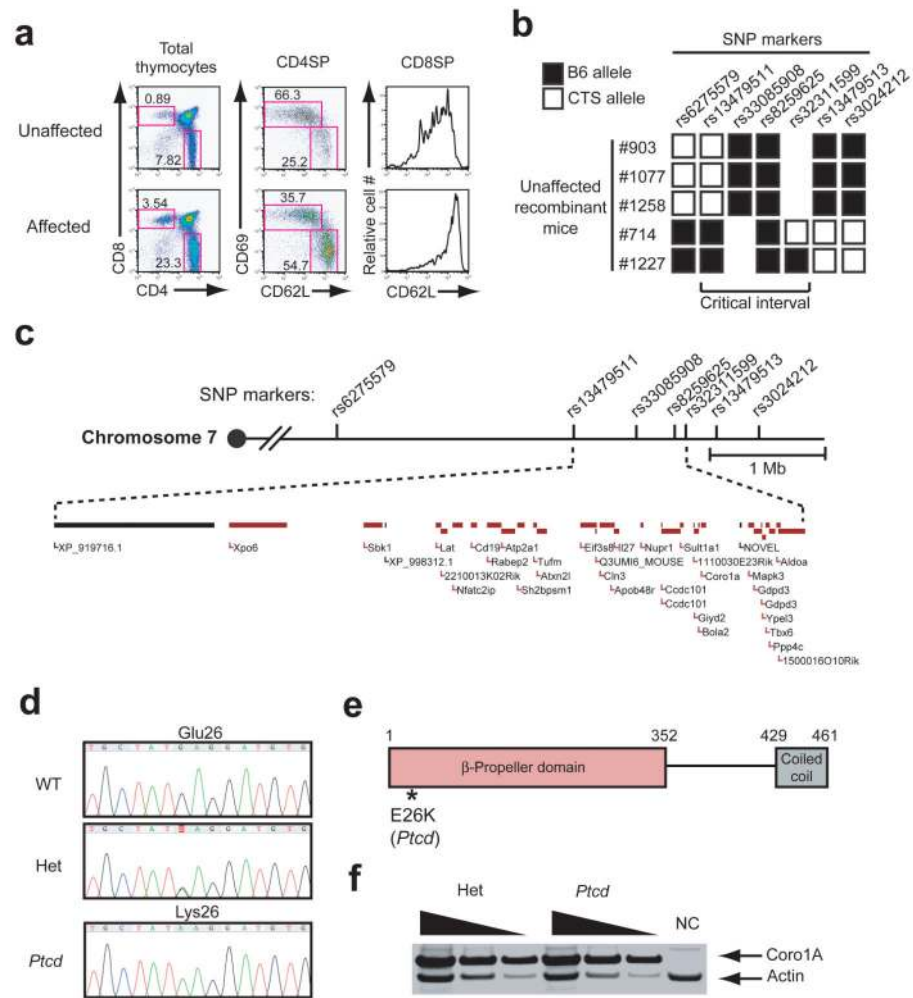 a
Total thymocytes
CD4SP
CD8SP
Unaffected
Affected
0.89
7.82
66.3
25.2
3.54
23.3
35.7
54.7
CD8
CD4
CD69
CD62L
Relative cell #
CD62L
b
SNP markers
B6 allele
CTS allele
rs6275579
rs13479511
rs33085908
rs8259625
rs32311599
rs13479513
rs3024212
Unaffected recombinant mice
#903
#1077
#1258
#714
#1227
Critical interval
c
SNP markers:
rs6275579
rs13479511
rs33085908
rs8259625
rs32311599
rs13479513
rs3024212
Chromosome 7
1 Mb
XP_919716.1 Xpo6 Sbk1 Lat Cd19 Atp2a1 Eif3s8 Il27 Nupr1 Sult1a1 NOVEL
XP_998312.1 Rabep2 Tufm Q3UMI6_MOUSE 1110030E23Rik Aldoa
2210013K02Rik Atxn2l Cln3 Coro1a Mapk3
Nfatc2ip Sh2bpsm1 Apob48r Ccdc101 Gdpd3
Ccdc101 Gdpd3
Giyd2 Ypel3
Bola2 Tbx6
Ppp4c
1500016O10Rik
d
Glu26
T G C T A T G A G G A T G T G
WT
Het
Lys26
T G C T A T A A G G A T G T G
Ptcd
e
1 352 429 461
β-Propeller domain
Coiled coil
*
E26K
(Ptcd)
f
Het Ptcd NC
Coro1A
Actin